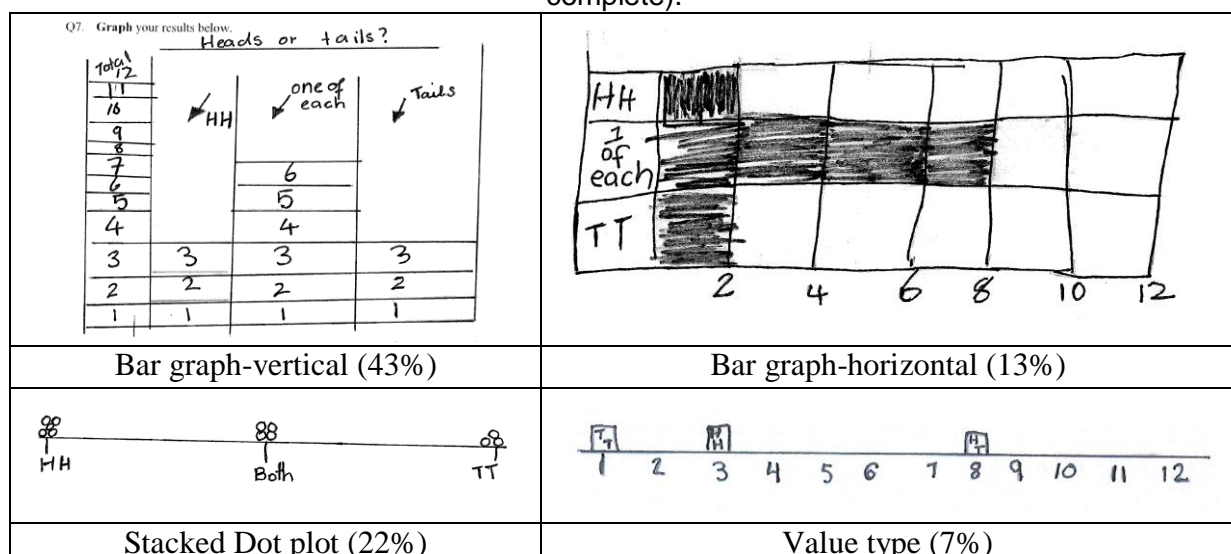 complete).
Q7. Graph your results below.
Heads or tails?
Total
12
11
10
9
8
7
6
5
4
3
2
1
HH
3
2
1
one of
each
6
5
4
3
2
1
Tails
3
2
1
HH
1
of
each
TT
2 4 6 8 10 12
Bar graph-vertical (43%)
Bar graph-horizontal (13%)
HH Both TT
T T
H H
H T
1 2 3 4 5 6 7 8 9 10 11 12
Stacked Dot plot (22%)
Value type (7%)